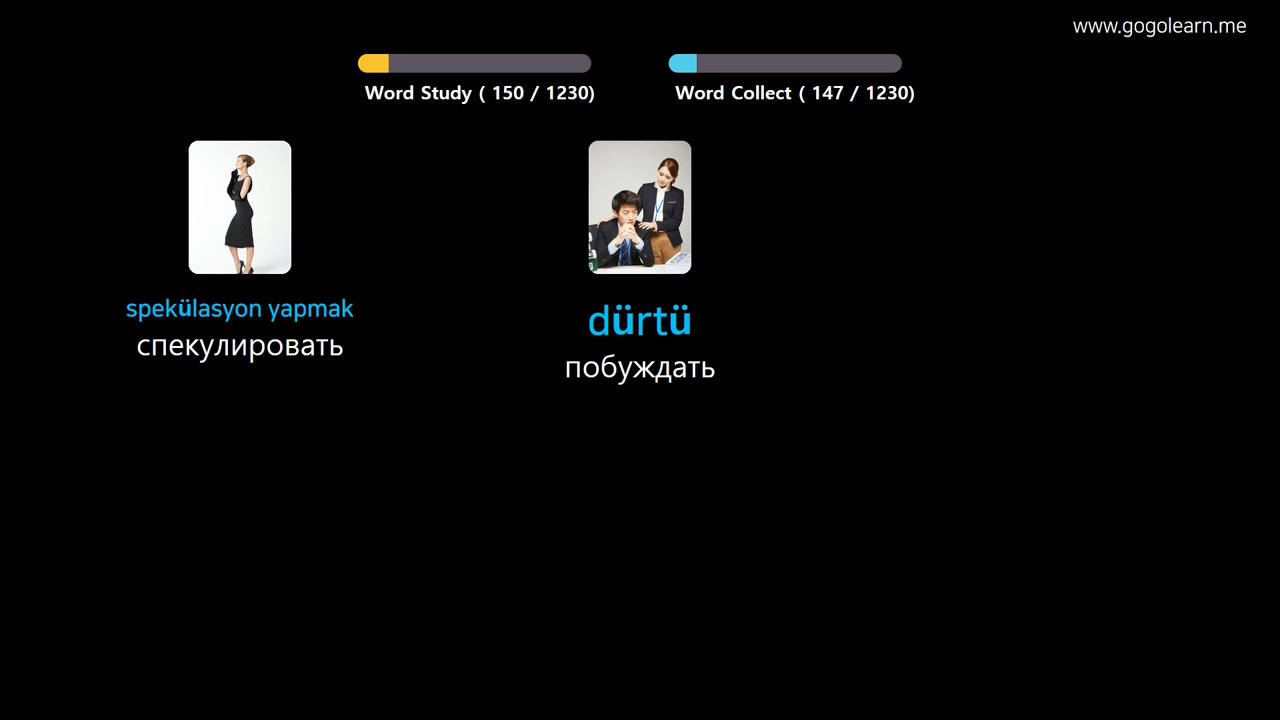 www.gogolearn.me
Word Study ( 150 / 1230)
Word Collect ( 147 / 1230)
spekülasyon yapmak
спекулировать
dürtü
побуждать